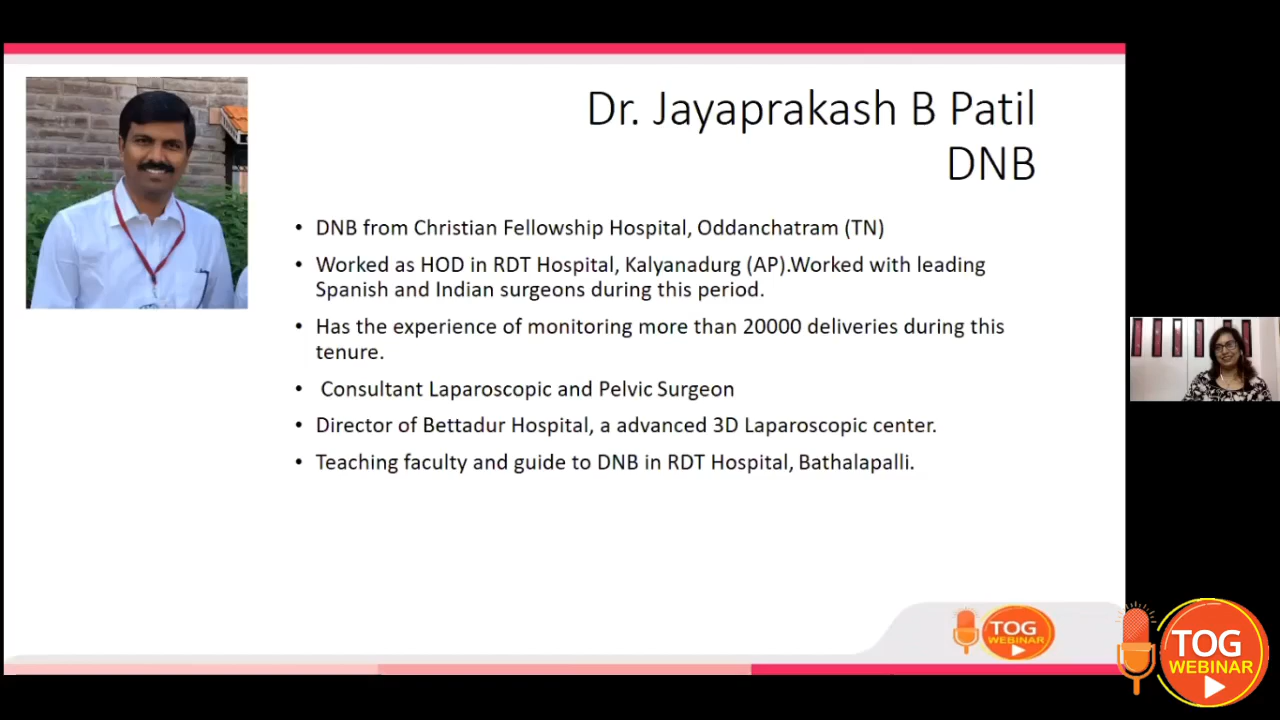 Dr. Jayaprakash B Patil
DNB
• DNB from Christian Fellowship Hospital, Oddanchatram (TN)
• Worked as HOD in RDT Hospital, Kalyanadurg (AP).Worked with leading
Spanish and Indian surgeons during this period.
• Has the experience of monitoring more than 20000 deliveries during this
tenure.
• Consultant Laparoscopic and Pelvic Surgeon
• Director of Bettadur Hospital, a advanced 3D Laparoscopic center.
• Teaching faculty and guide to DNB in RDT Hospital, Bathalapalli.
TOG
WEBINAR
TOG
WEBINAR